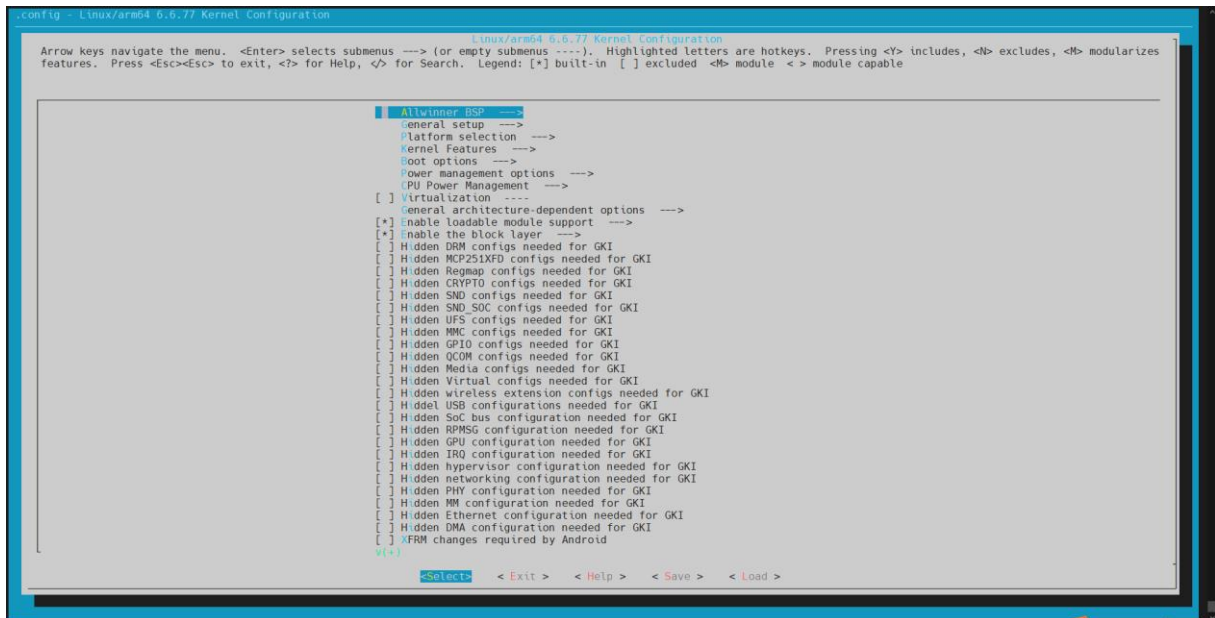 .config - Linux/arm64 6.6.77 Kernel Configuration
Linux/arm64 6.6.77 Kernel Configuration
Arrow keys navigate the menu.  <Enter> selects submenus ---> (or empty submenus ----).  Highlighted letters are hotkeys.  Pressing <Y> includes, <N> excludes, <M> modularizes
features.  Press <Esc><Esc> to exit, <?> for Help, </> for Search.  Legend: [*] built-in  [ ] excluded  <M> module  < > module capable
Allwinner BSP  --->
General setup  --->
Platform selection  --->
Kernel Features  --->
Boot options  --->
Power management options  --->
CPU Power Management  --->
[ ] Virtualization  ----
General architecture-dependent options  --->
[*] Enable loadable module support  --->
[*] Enable the block layer  --->
[ ] Hidden DRM configs needed for GKI
[ ] Hidden MCP251XFD configs needed for GKI
[ ] Hidden Regmap configs needed for GKI
[ ] Hidden CRYPTO configs needed for GKI
[ ] Hidden SND configs needed for GKI
[ ] Hidden SND_SOC configs needed for GKI
[ ] Hidden UFS configs needed for GKI
[ ] Hidden MMC configs needed for GKI
[ ] Hidden GPIO configs needed for GKI
[ ] Hidden QCOM configs needed for GKI
[ ] Hidden Media configs needed for GKI
[ ] Hidden Virtual configs needed for GKI
[ ] Hidden wireless extension configs needed for GKI
[ ] Hiddel USB configurations needed for GKI
[ ] Hidden SoC bus configuration needed for GKI
[ ] Hidden RPMSG configuration needed for GKI
[ ] Hidden GPU configuration needed for GKI
[ ] Hidden IRQ configuration needed for GKI
[ ] Hidden hypervisor configuration needed for GKI
[ ] Hidden networking configuration needed for GKI
[ ] Hidden PHY configuration needed for GKI
[ ] Hidden MM configuration needed for GKI
[ ] Hidden Ethernet configuration needed for GKI
[ ] Hidden DMA configuration needed for GKI
[ ] XFRM changes required by Android
v(+)
<Select>    < Exit >    < Help >    < Save >    < Load >